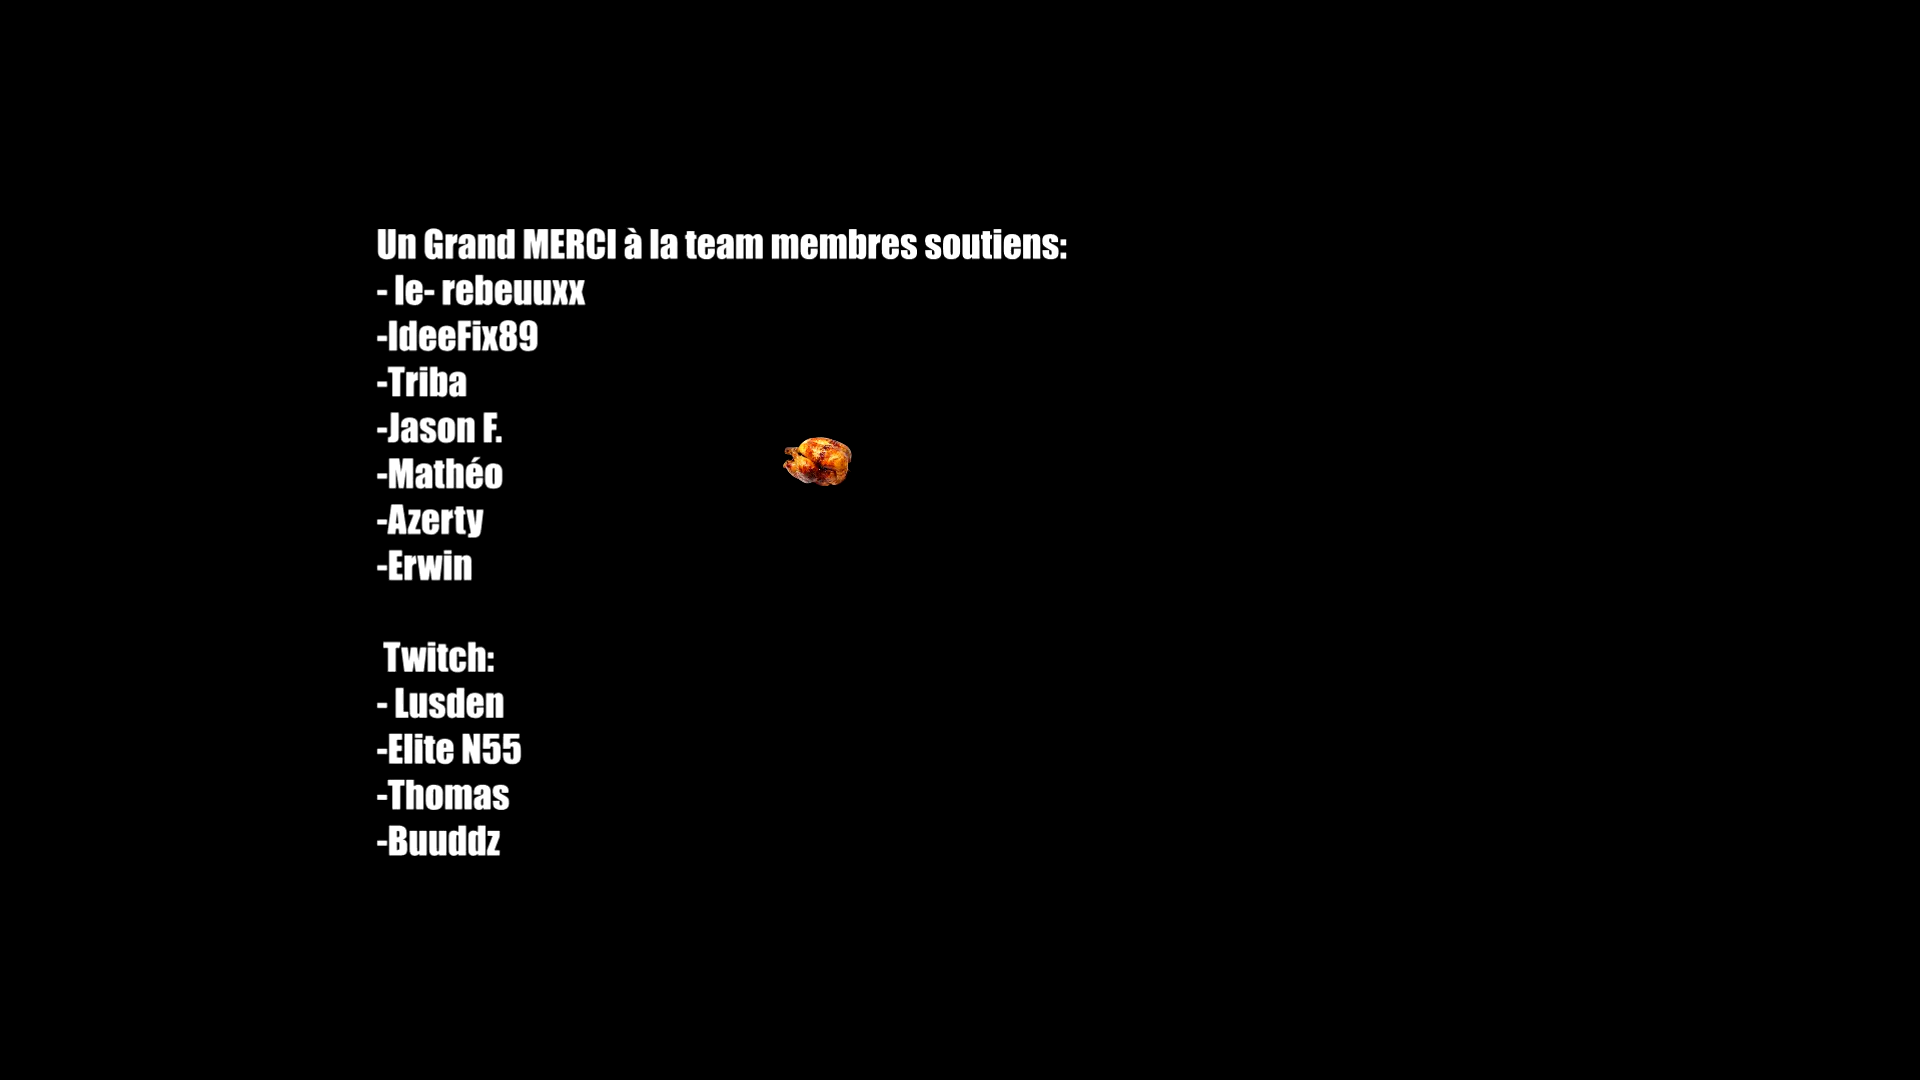 Un Grand MERCI à la team membres soutiens:
- le- rebeuuxx
-IdeeFix89
-Triba
-Jason F.
-Mathéo
-Azerty
-Erwin
Twitch:
- Lusden
-Elite N55
-Thomas
-Buuddz